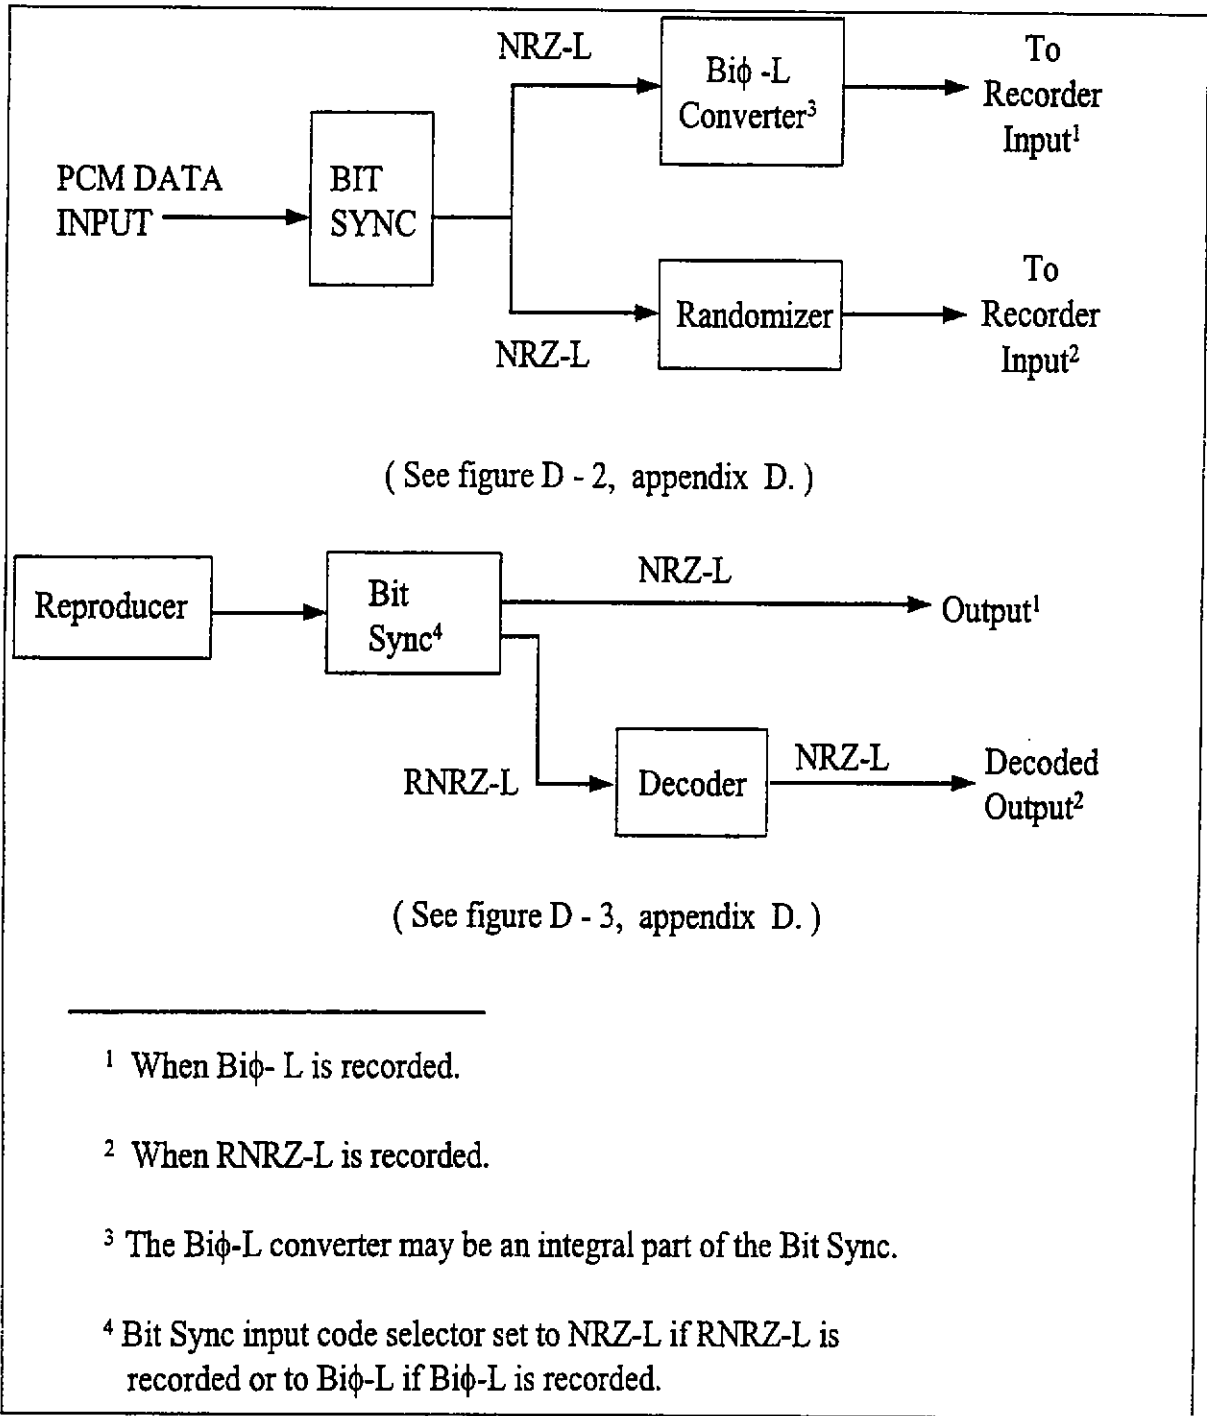 NRZ-L
Biϕ -L
Converter³
To
Recorder
Input¹
PCM DATA
INPUT
BIT
SYNC
NRZ-L
Randomizer
To
Recorder
Input²
( See figure D - 2, appendix D. )
Reproducer
Bit
Sync⁴
NRZ-L
Output¹
RNRZ-L
Decoder
NRZ-L
Decoded
Output²
( See figure D - 3, appendix D. )
¹ When Biϕ- L is recorded.
² When RNRZ-L is recorded.
³ The Biϕ-L converter may be an integral part of the Bit Sync.
⁴ Bit Sync input code selector set to NRZ-L if RNRZ-L is
recorded or to Biϕ-L if Biϕ-L is recorded.